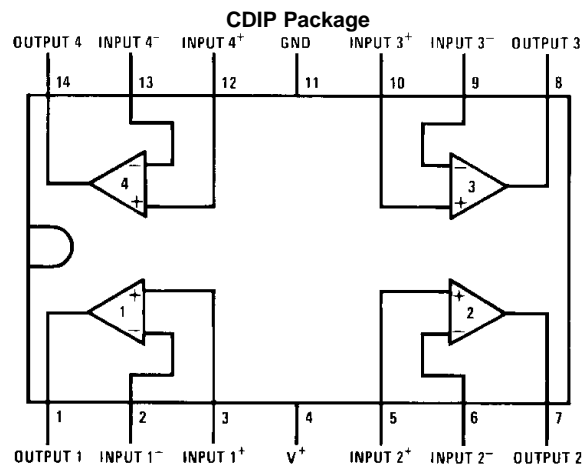 CDIP Package
OUTPUT 4 INPUT 4⁻ INPUT 4⁺ GND INPUT 3⁺ INPUT 3⁻ OUTPUT 3
14 13 12 11 10 9 8
− −
4 3
+ +
+ +
1 2
− −
1 2 3 4 5 6 7
OUTPUT 1 INPUT 1⁻ INPUT 1⁺ V⁺ INPUT 2⁺ INPUT 2⁻ OUTPUT 2